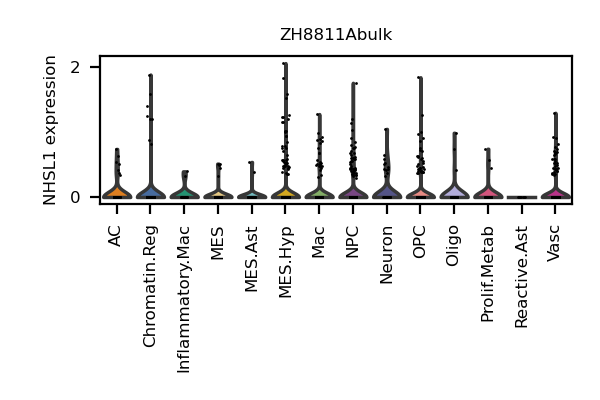 ZH8811Abulk
NHSL1 expression
2
0
AC
Chromatin.Reg
Inflammatory.Mac
MES
MES.Ast
MES.Hyp
Mac
NPC
Neuron
OPC
Oligo
Prolif.Metab
Reactive.Ast
Vasc